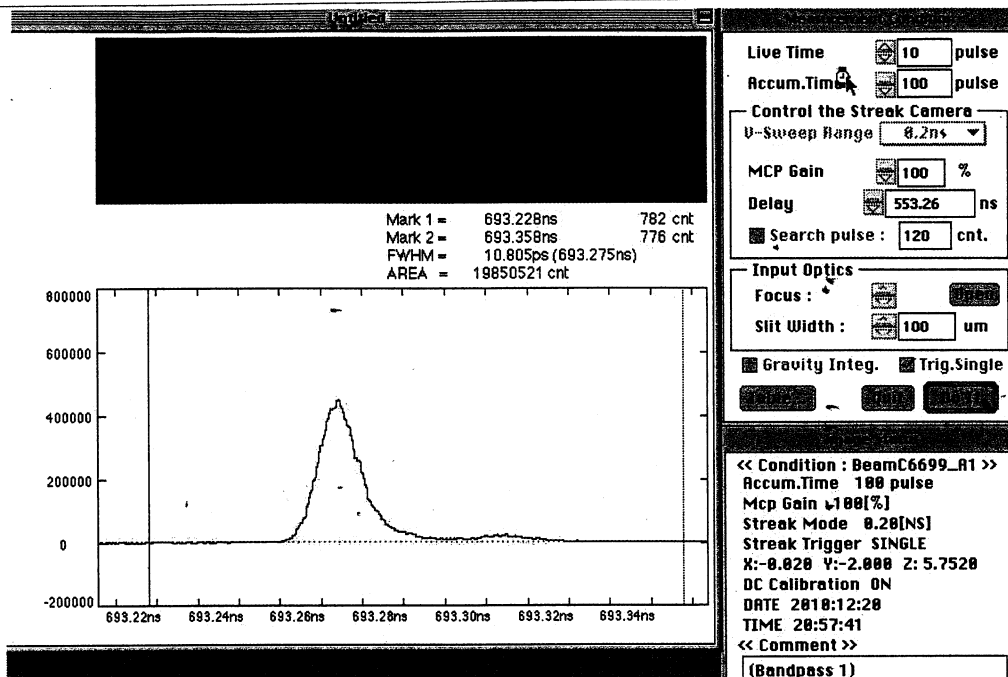 Untitled
Mark 1 = 693.228ns 782 cnt
Mark 2 = 693.358ns 776 cnt
FWHM = 10.805ps (693.275ns)
AREA = 19850521 cnt
800000
600000
400000
200000
0
-200000
693.22ns 693.24ns 693.26ns 693.28ns 693.30ns 693.32ns 693.34ns
Live Time 10 pulse
Accum.Time 100 pulse
Control the Streak Camera
V-Sweep Range 0.2ns
MCP Gain 100 %
Delay 553.26 ns
Search pulse : 120 cnt.
Input Optics
Focus : Open
Slit Width : 100 um
Gravity Integ. Trig.Single
<< Condition : BeamC6699_A1 >>
Accum.Time 100 pulse
Mcp Gain 100[%]
Streak Mode 0.20[NS]
Streak Trigger SINGLE
X:-0.020 Y:-2.000 Z: 5.7520
DC Calibration ON
DATE 2010:12:20
TIME 20:57:41
<< Comment >>
(Bandpass 1)